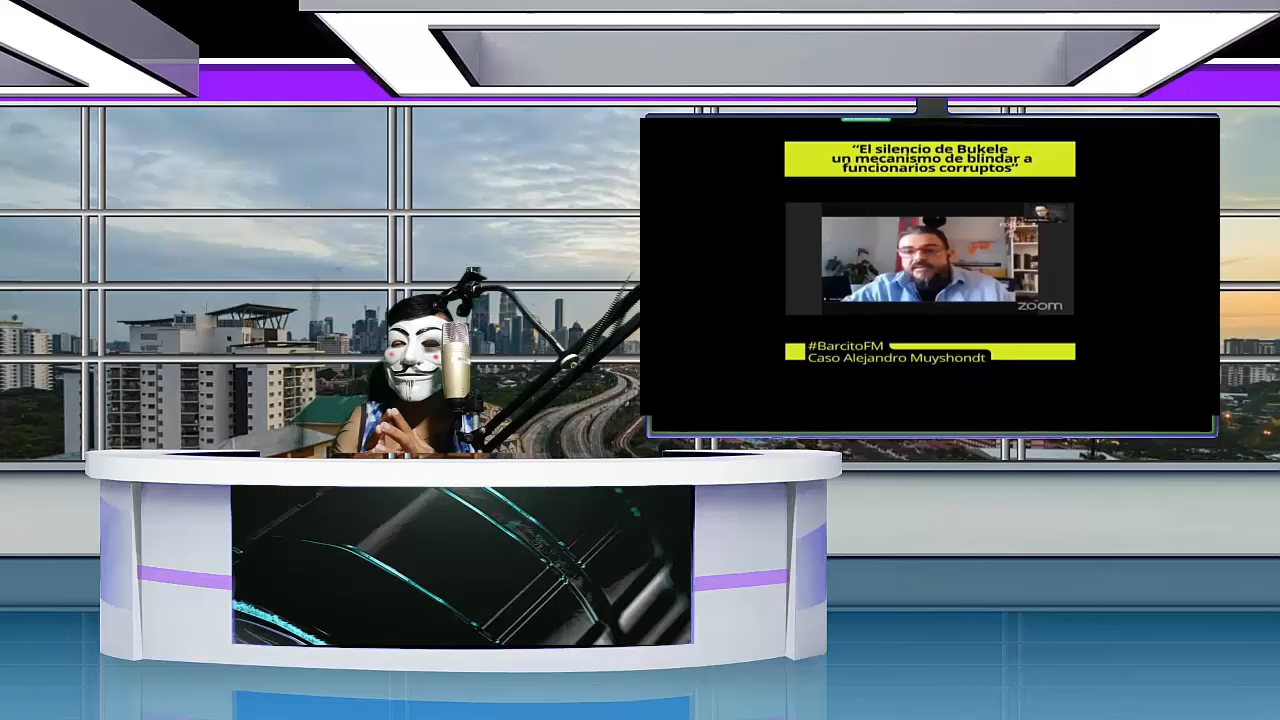 “El silencio de Bukele
un mecanismo de blindar a
funcionarios corruptos”
zoom
#BarcitoFM
Caso Alejandro Muyshondt